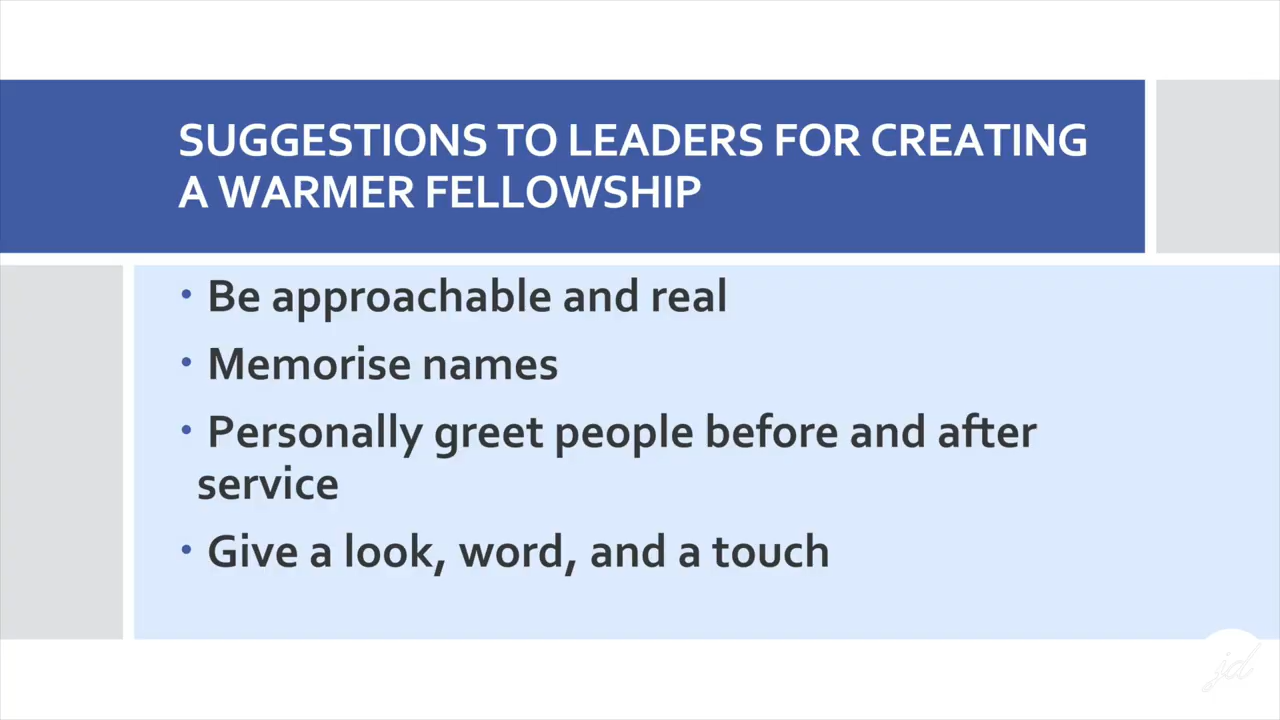 SUGGESTIONS TO LEADERS FOR CREATING
A WARMER FELLOWSHIP
• Be approachable and real
• Memorise names
• Personally greet people before and after
service
• Give a look, word, and a touch
jd